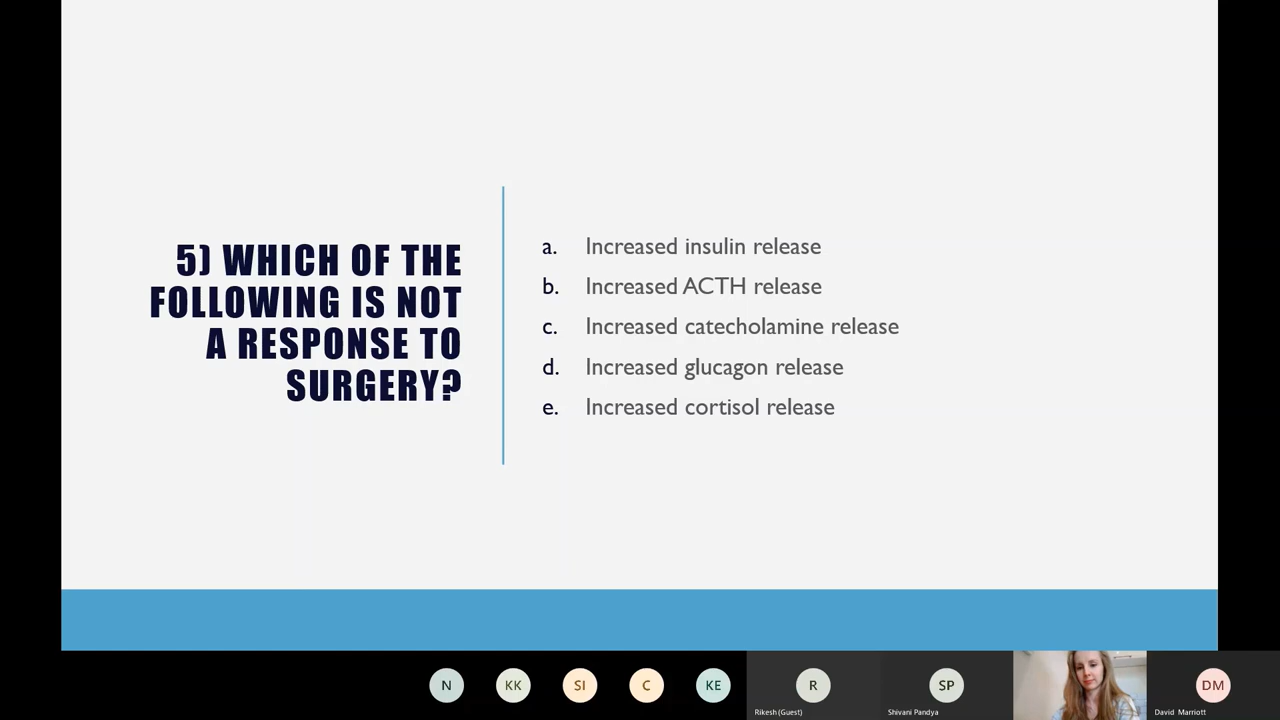 5) WHICH OF THE
FOLLOWING IS NOT
A RESPONSE TO
SURGERY?
a. Increased insulin release
b. Increased ACTH release
c. Increased catecholamine release
d. Increased glucagon release
e. Increased cortisol release
N
KK
SI
C
KE
R
SP
DM
Rikesh (Guest)
Shivani Pandya
David Marriott